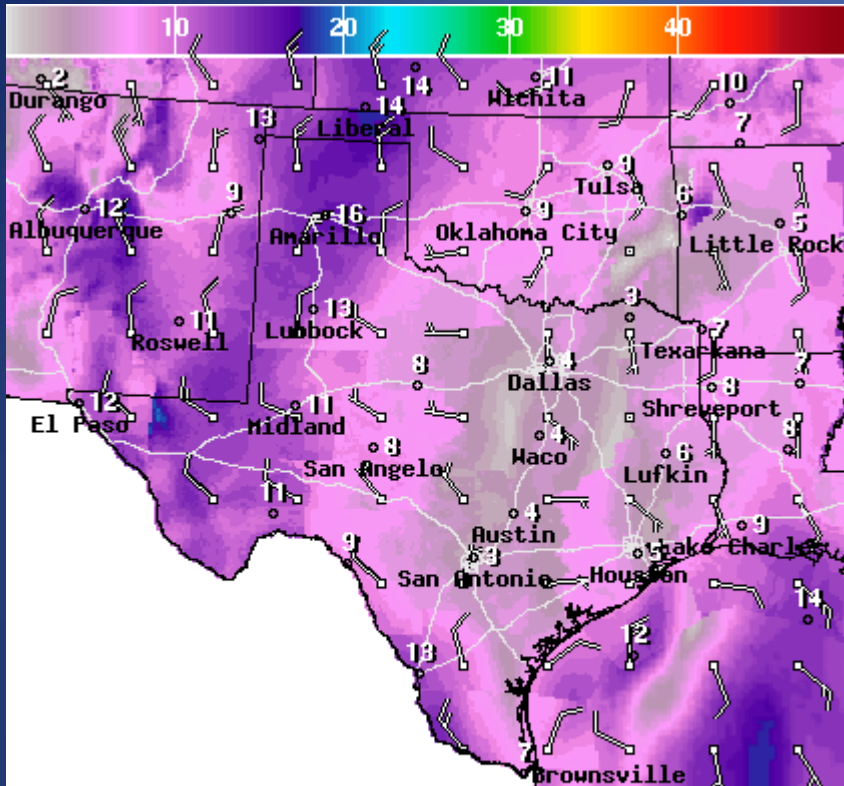 10 20 30 40
14 11
2 Durango Wichita 10
14
13 Liberal 7
9 Tulsa
12 9 16 9 6 5
Albuquerque Amarillo Oklahoma City Little Rock
13 3
11 Roswell Lubbock 7
4 Texarkana
8 Dallas 7
12 11 8 Shreveport
El Paso Midland
4
8 Waco 6 8
San Angelo Lufkin
11 4 9
9 Austin Lake Charles
3 5
San Antonio Houston
14
12
13
7
Brownsville